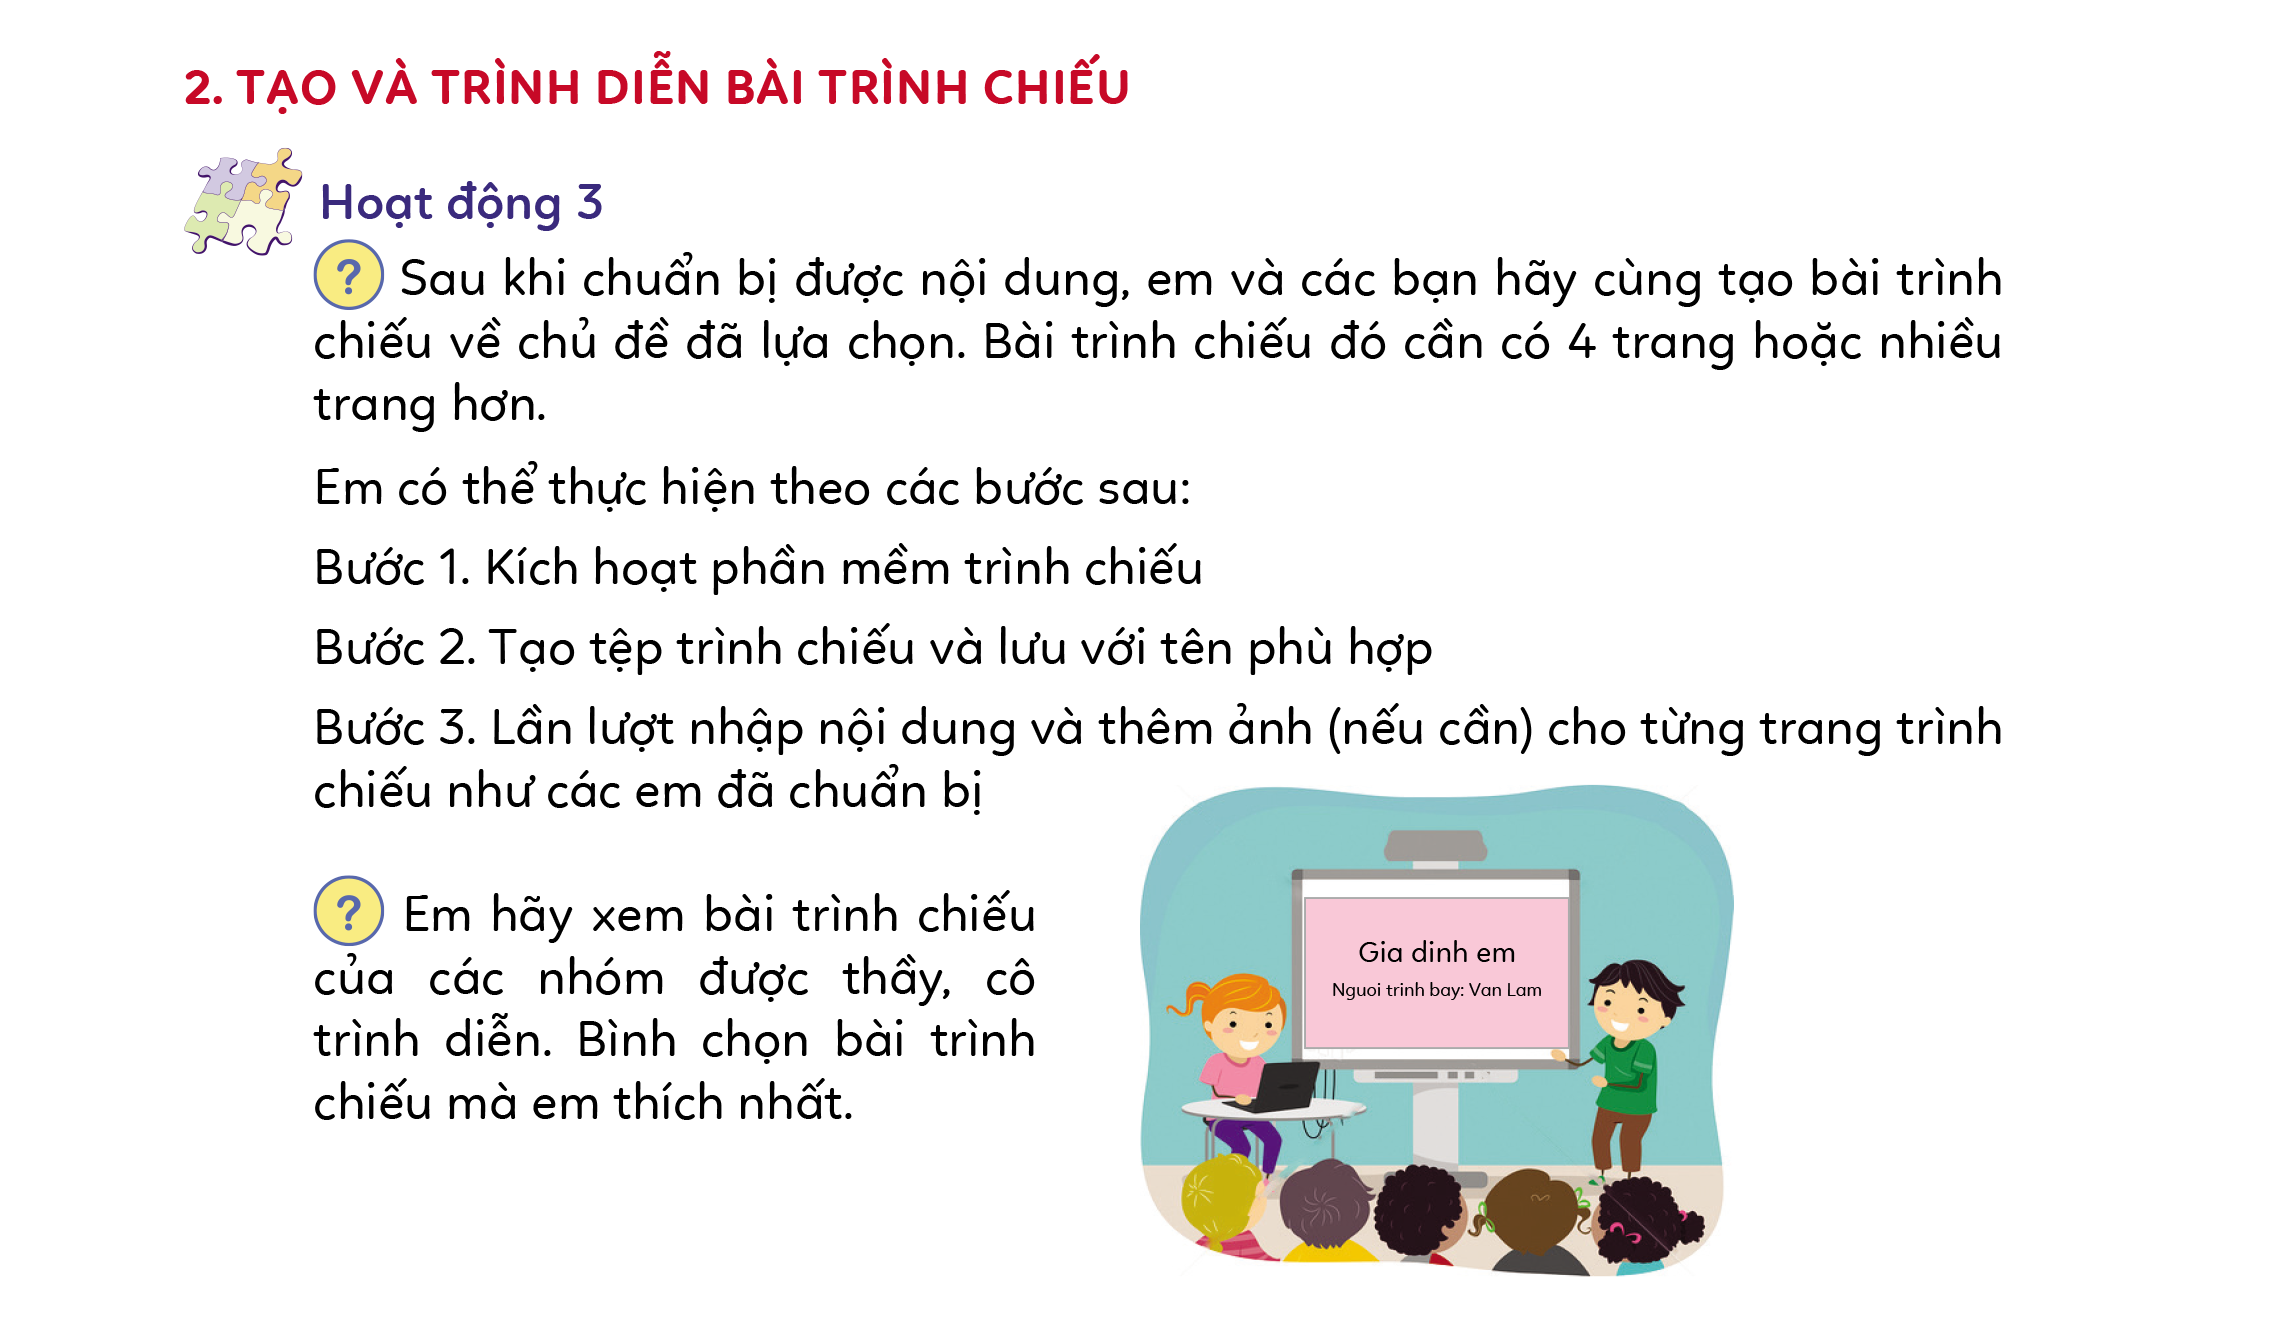 2. TẠO VÀ TRÌNH DIỄN BÀI TRÌNH CHIẾU
Hoạt động 3
? Sau khi chuẩn bị được nội dung, em và các bạn hãy cùng tạo bài trình
chiếu về chủ đề đã lựa chọn. Bài trình chiếu đó cần có 4 trang hoặc nhiều
trang hơn.
Em có thể thực hiện theo các bước sau:
Bước 1. Kích hoạt phần mềm trình chiếu
Bước 2. Tạo tệp trình chiếu và lưu với tên phù hợp
Bước 3. Lần lượt nhập nội dung và thêm ảnh (nếu cần) cho từng trang trình
chiếu như các em đã chuẩn bị
? Em hãy xem bài trình chiếu
của các nhóm được thầy, cô
trình diễn. Bình chọn bài trình
chiếu mà em thích nhất.
Gia dinh em
Nguoi trinh bay: Van Lam